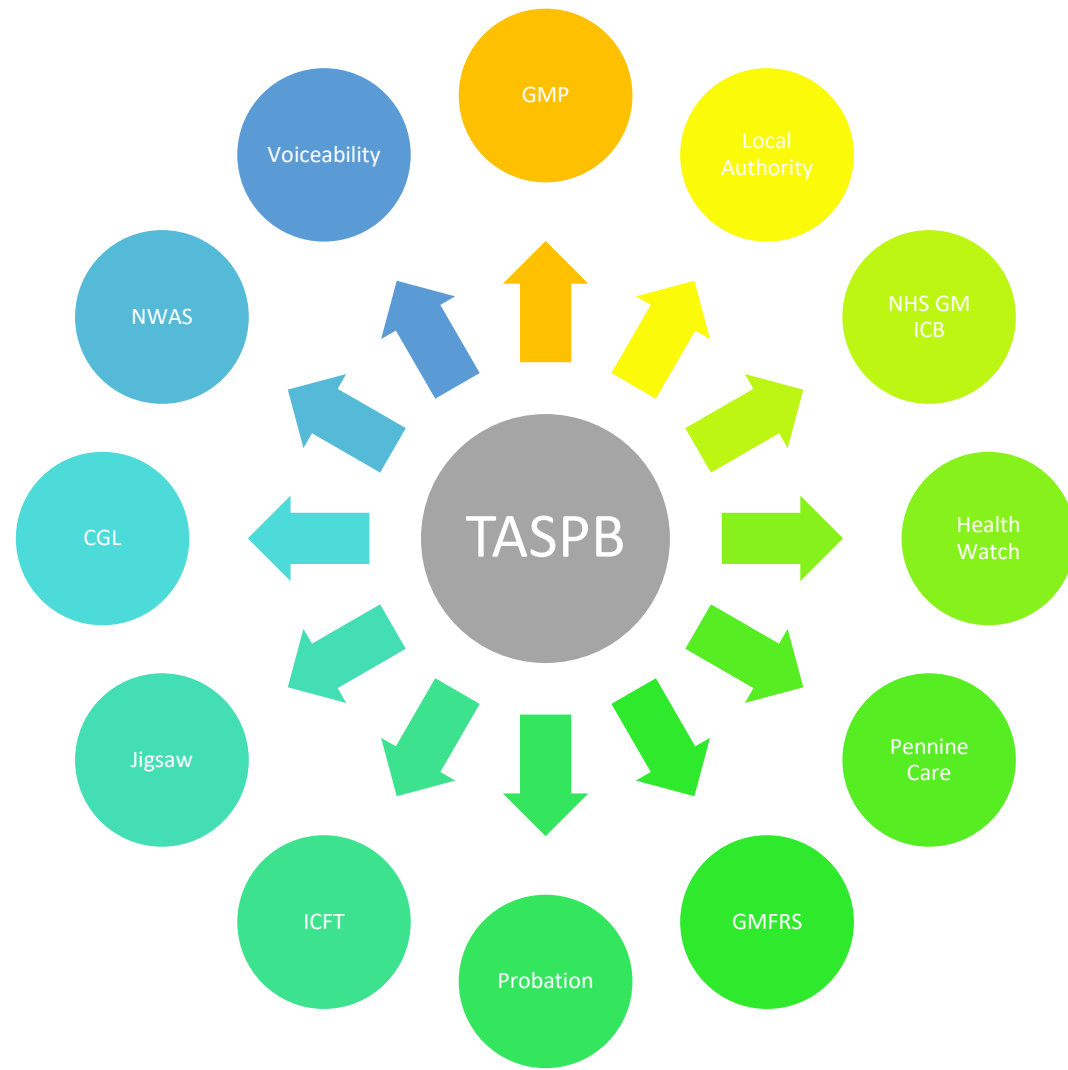 GMP
Local
Authority
NHS GM
ICB
Health
Watch
Pennine
Care
GMFRS
Probation
ICFT
Jigsaw
CGL
NWAS
Voiceability
TASPB